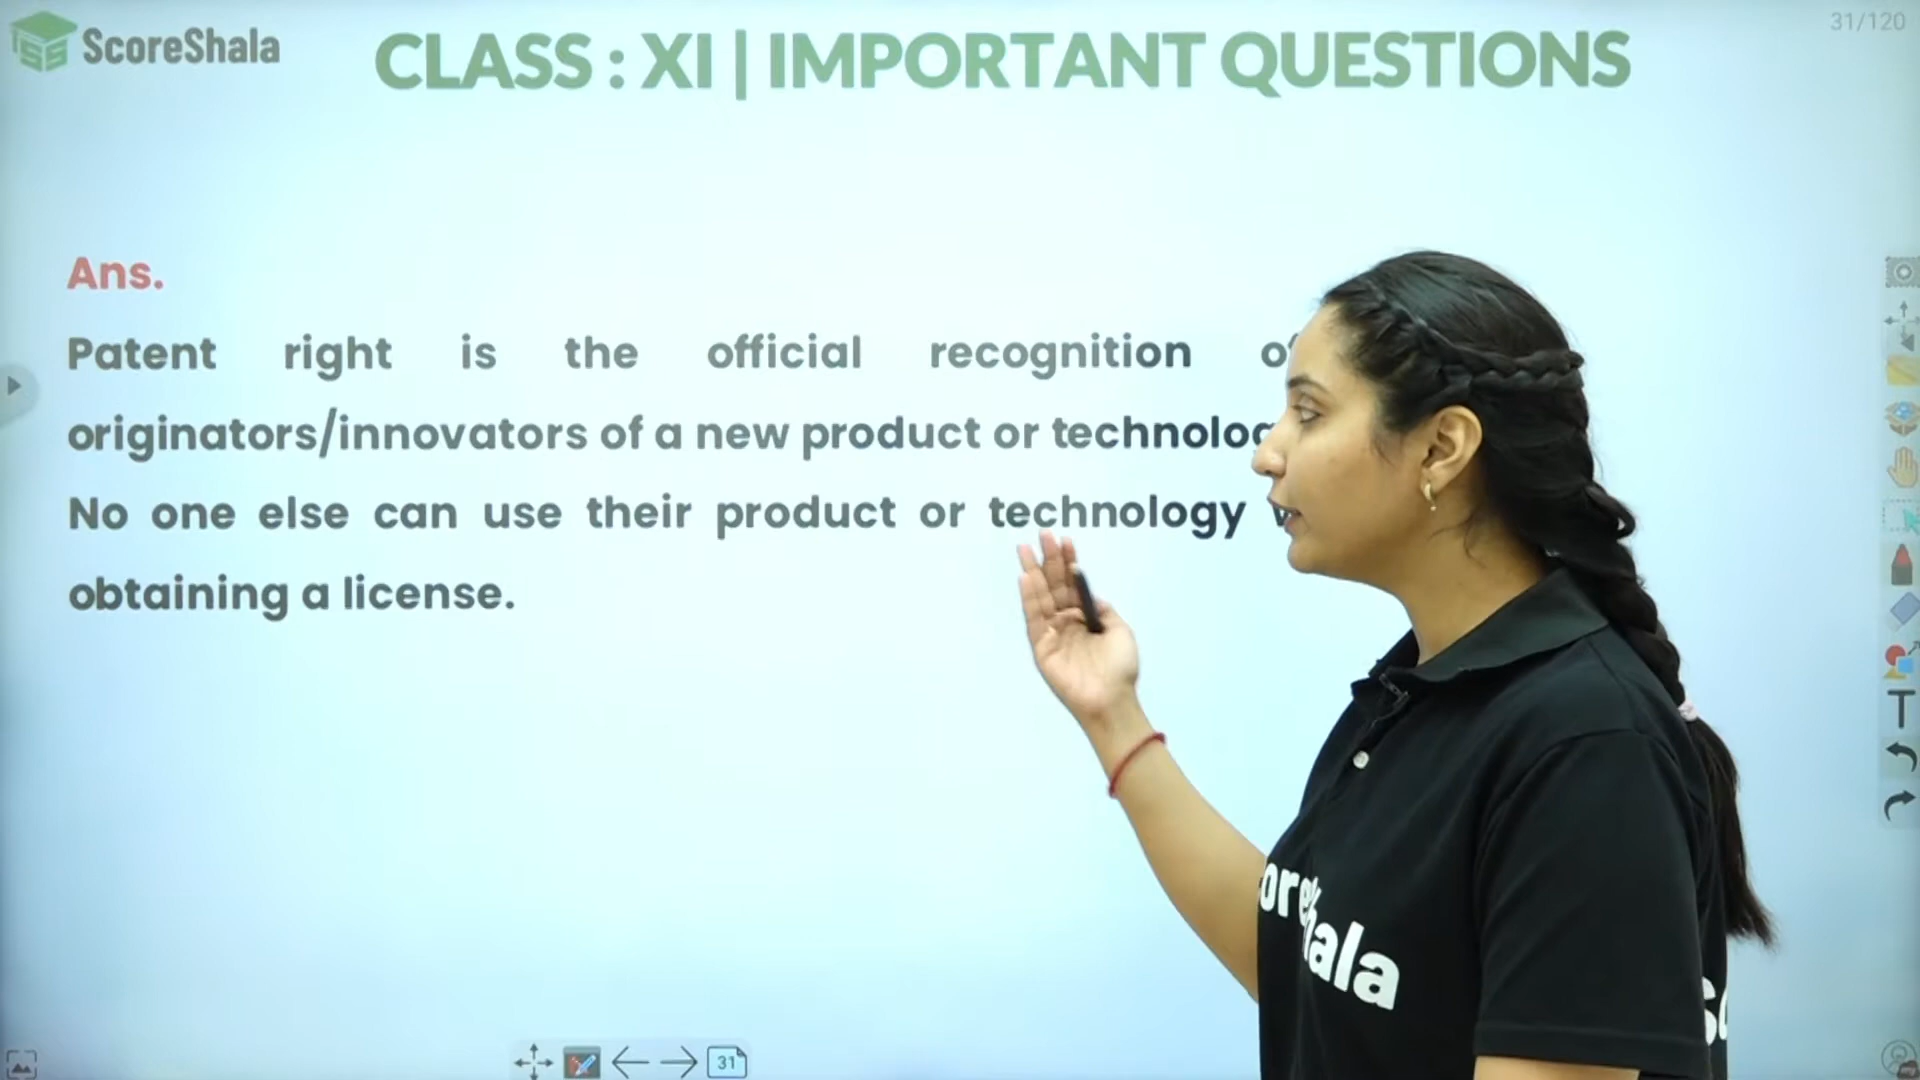 ScoreShala
CLASS : XI | IMPORTANT QUESTIONS
31/120
Ans.
Patent right is the official recognition
originators/innovators of a new product or
No one else can use their product or technology
obtaining a license.
31